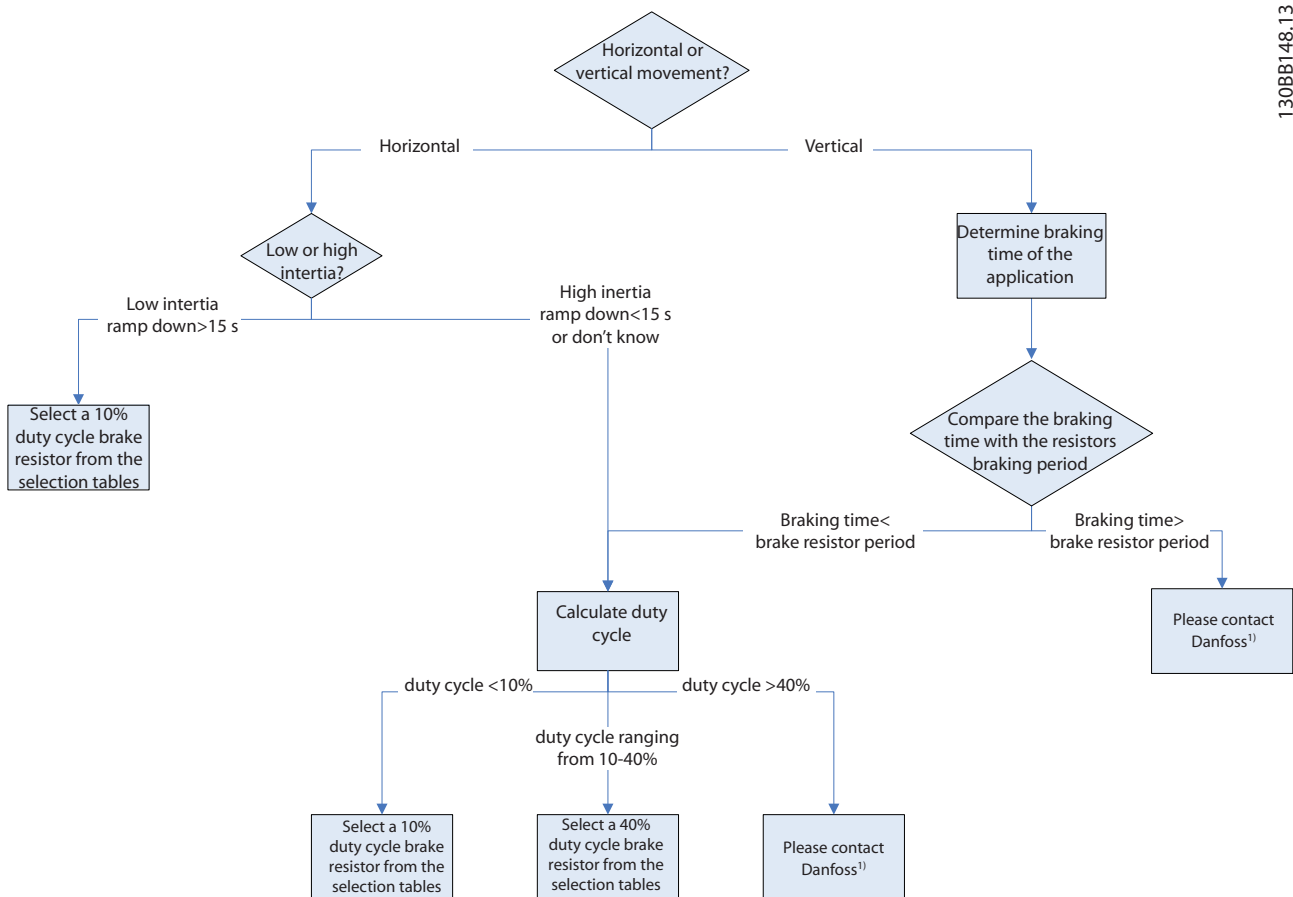 130BB148.13
Horizontal or
vertical movement?
Horizontal
Vertical
Low or high
intertia?
Determine braking
time of the
application
Low intertia
ramp down>15 s
High inertia
ramp down<15 s
or don't know
Select a 10%
duty cycle brake
resistor from the
selection tables
Compare the braking
time with the resistors
braking period
Braking time<
brake resistor period
Braking time>
brake resistor period
Calculate duty
cycle
Please contact
Danfoss¹⁾
duty cycle <10%
duty cycle >40%
duty cycle ranging
from 10-40%
Select a 10%
duty cycle brake
resistor from the
selection tables
Select a 40%
duty cycle brake
resistor from the
selection tables
Please contact
Danfoss¹⁾